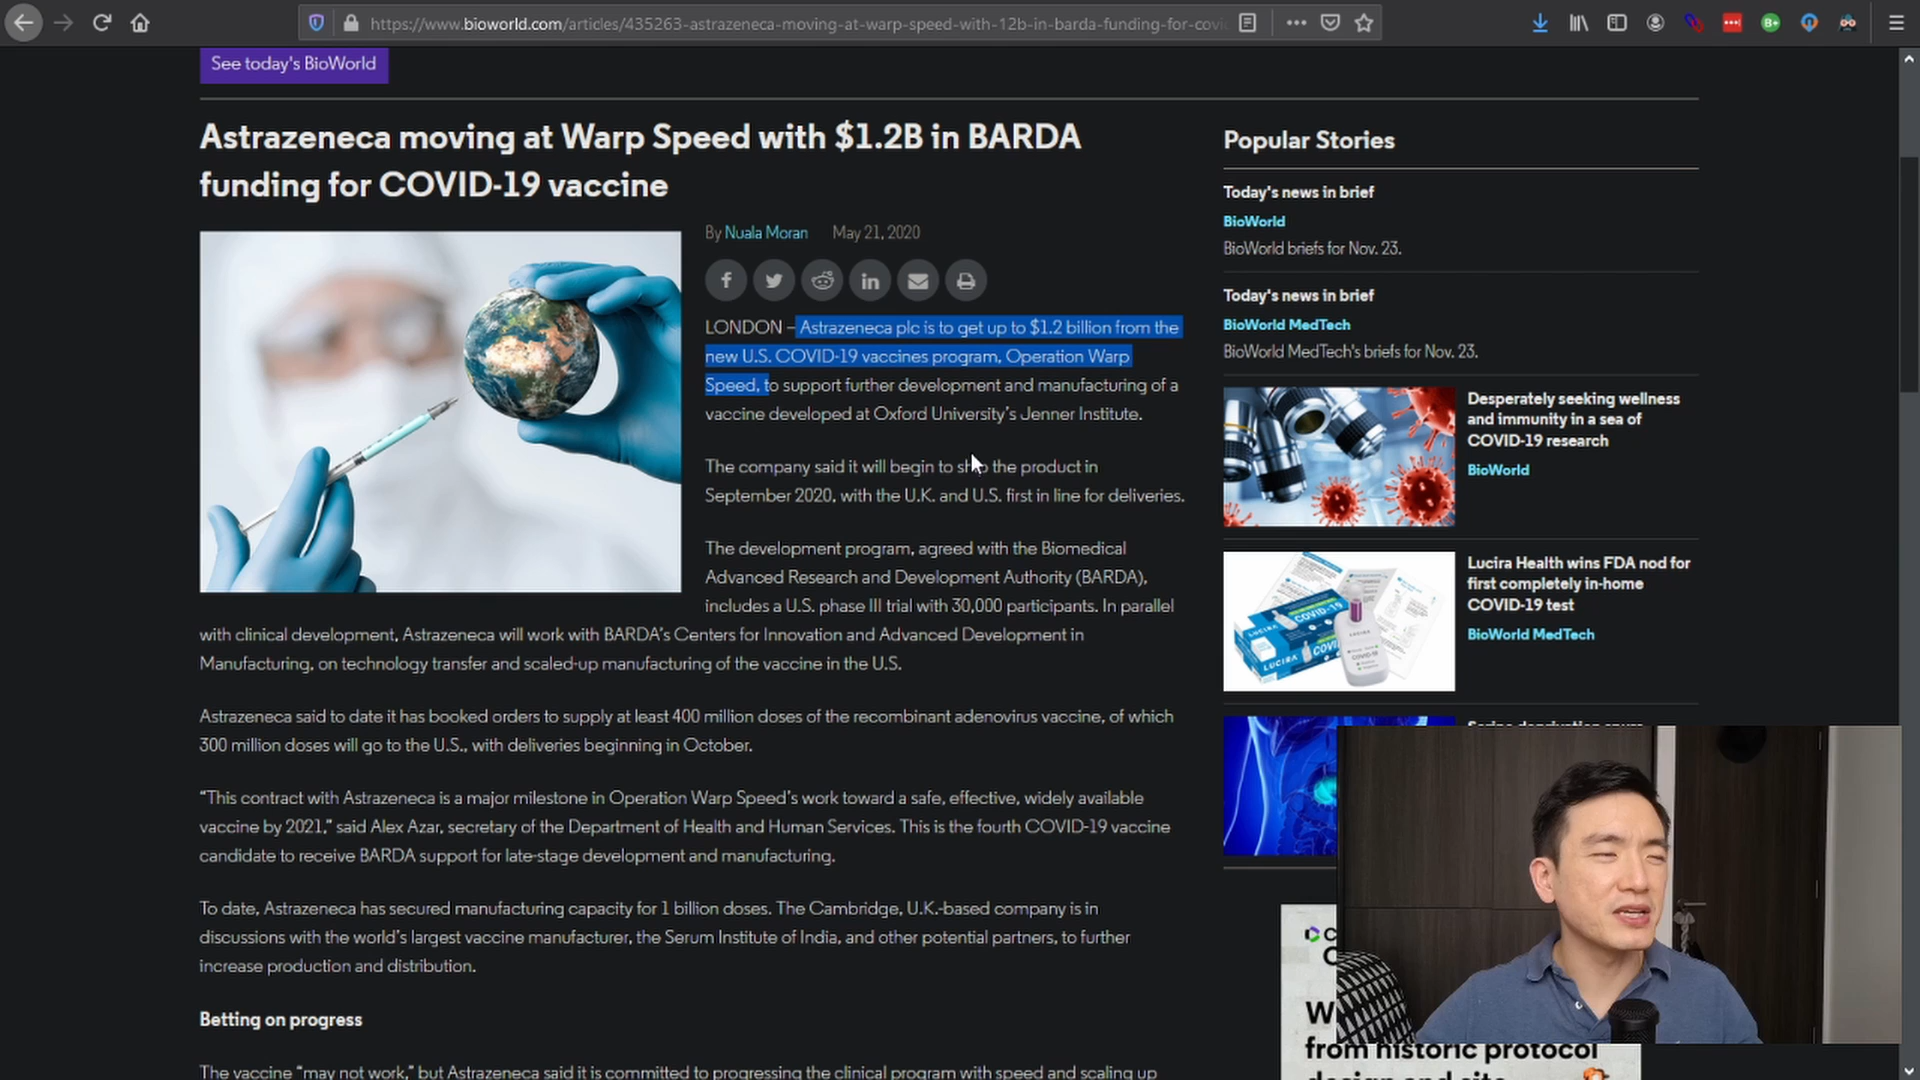 https://www.bioworld.com/articles/435263-astrazeneca-moving-at-warp-speed-with-12b-in-barda-funding-for-covi
See today's BioWorld
Astrazeneca moving at Warp Speed with $1.2B in BARDA
funding for COVID-19 vaccine
By Nuala Moran May 21, 2020
LONDON – Astrazeneca plc is to get up to $1.2 billion from the
new U.S. COVID-19 vaccines program, Operation Warp
Speed, to support further development and manufacturing of a
vaccine developed at Oxford University's Jenner Institute.
The company said it will begin to ship the product in
September 2020, with the U.K. and U.S. first in line for deliveries.
The development program, agreed with the Biomedical
Advanced Research and Development Authority (BARDA),
includes a U.S. phase III trial with 30,000 participants. In parallel
with clinical development, Astrazeneca will work with BARDA's Centers for Innovation and Advanced Development in
Manufacturing, on technology transfer and scaled-up manufacturing of the vaccine in the U.S.
Astrazeneca said to date it has booked orders to supply at least 400 million doses of the recombinant adenovirus vaccine, of which
300 million doses will go to the U.S., with deliveries beginning in October.
“This contract with Astrazeneca is a major milestone in Operation Warp Speed's work toward a safe, effective, widely available
vaccine by 2021,” said Alex Azar, secretary of the Department of Health and Human Services. This is the fourth COVID-19 vaccine
candidate to receive BARDA support for late-stage development and manufacturing.
To date, Astrazeneca has secured manufacturing capacity for 1 billion doses. The Cambridge, U.K.-based company is in
discussions with the world's largest vaccine manufacturer, the Serum Institute of India, and other potential partners, to further
increase production and distribution.
Betting on progress
The vaccine “may not work,” but Astrazeneca said it is committed to progressing the clinical program with speed and scaling up
Popular Stories
Today's news in brief
BioWorld
BioWorld briefs for Nov. 23.
Today's news in brief
BioWorld MedTech
BioWorld MedTech's briefs for Nov. 23.
Desperately seeking wellness
and immunity in a sea of
COVID-19 research
BioWorld
Lucira Health wins FDA nod for
first completely in-home
COVID-19 test
BioWorld MedTech
LUCIRA
from historic protocol